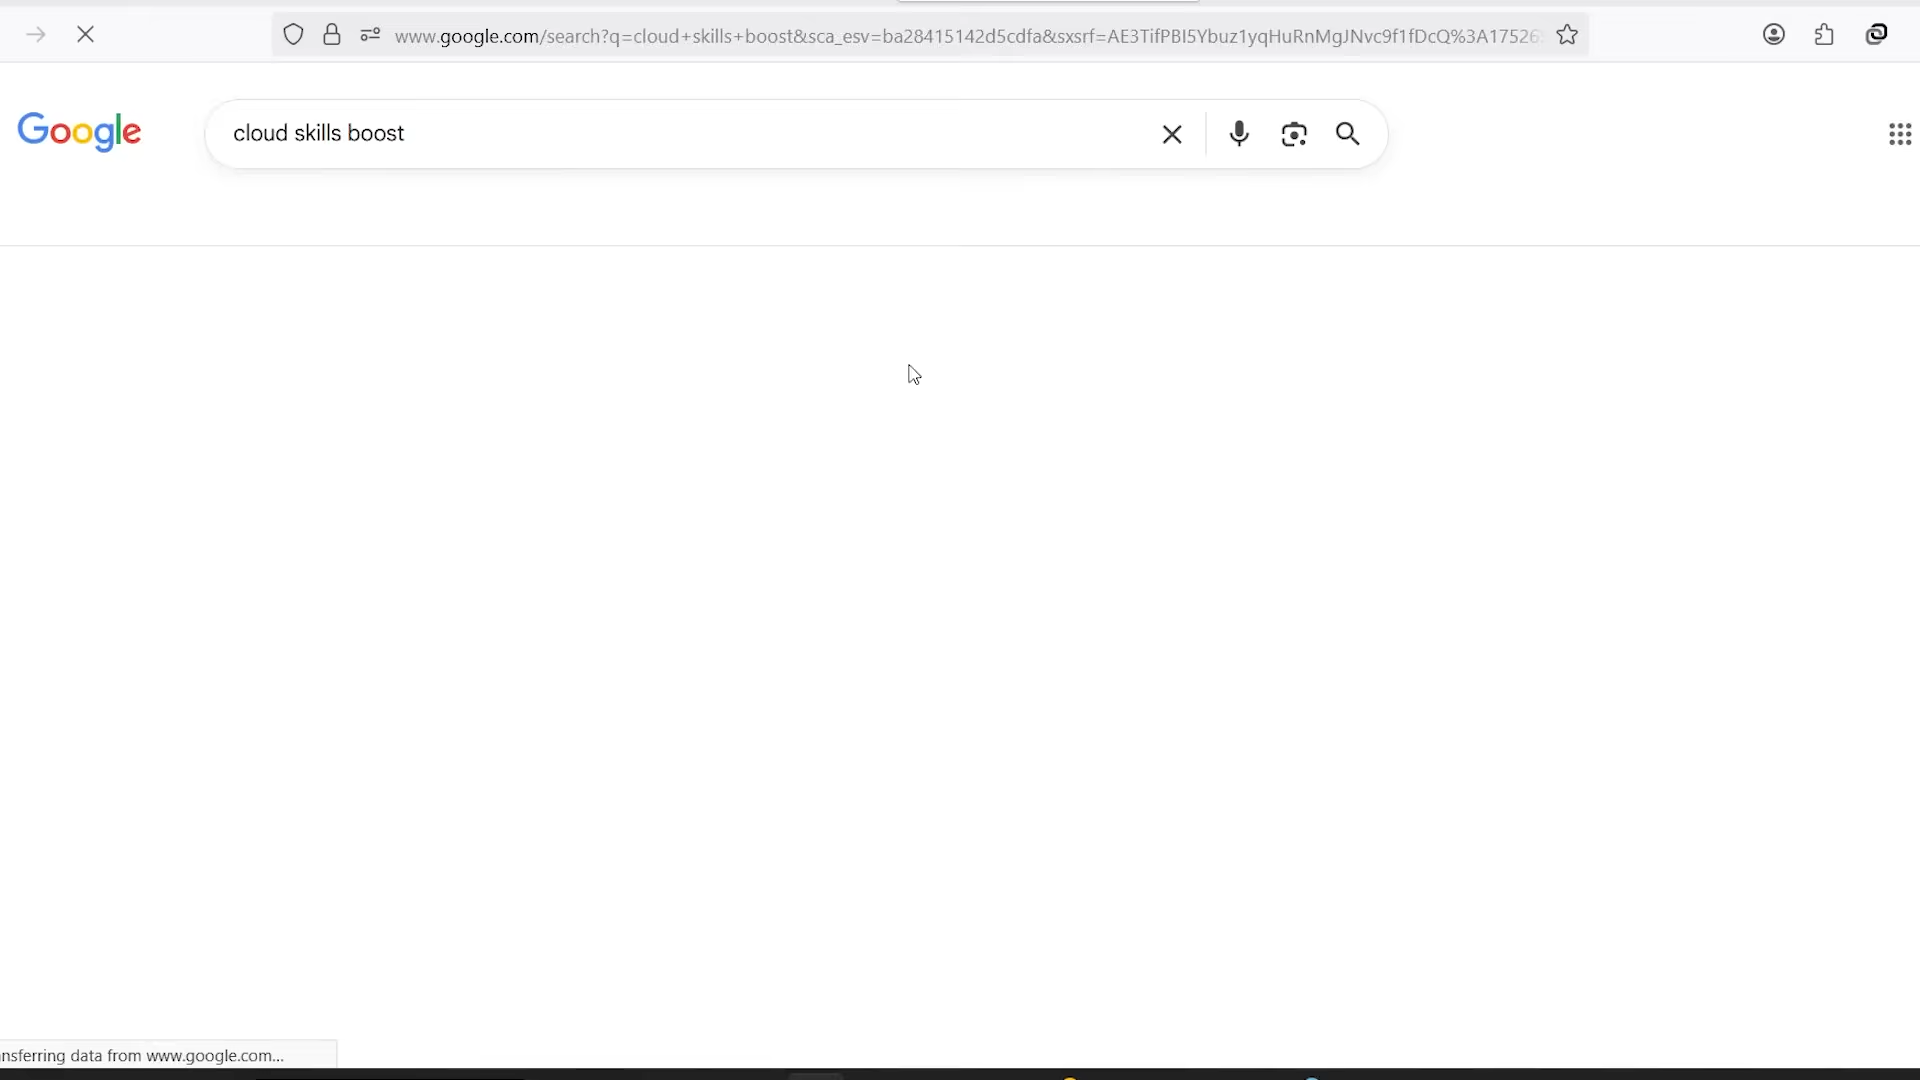 www.google.com/search?q=cloud+skills+boost&sca_esv=ba28415142d5cdfa&sxsrf=AE3TifPBI5Ybuz1yqHuRnMgJNvc9f1fDcQ%3A17526
Google
cloud skills boost
nsferring data from www.google.com...